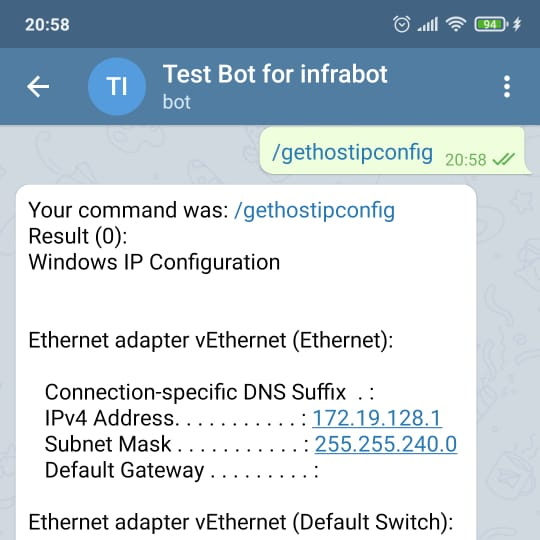 20:58
94
TI
Test Bot for infrabot
bot
/gethostipconfig 20:58
Your command was: /gethostipconfig
Result (0):
Windows IP Configuration
Ethernet adapter vEthernet (Ethernet):
Connection-specific DNS Suffix . :
IPv4 Address. . . . . . . . . . . : 172.19.128.1
Subnet Mask . . . . . . . . . . . : 255.255.240.0
Default Gateway . . . . . . . . . :
Ethernet adapter vEthernet (Default Switch):